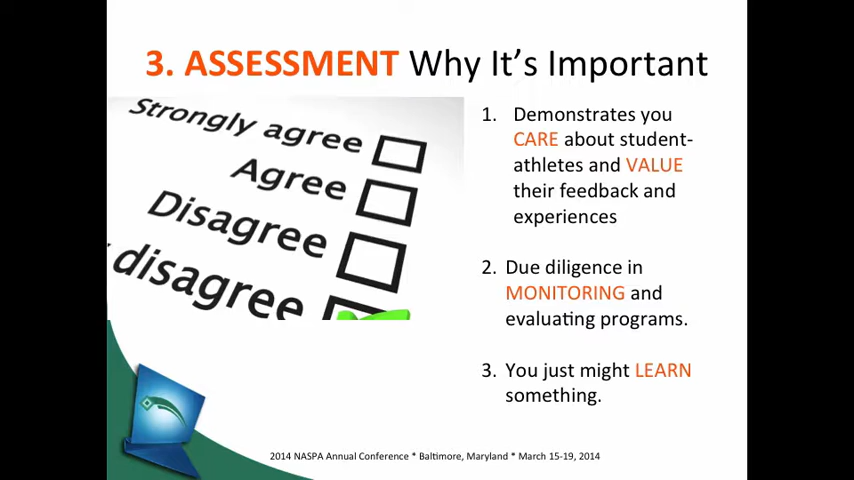 3. ASSESSMENT Why It's Important
Strongly agree
Agree
Disagree
disagree
1. Demonstrates you
CARE about student-
athletes and VALUE
their feedback and
experiences
2. Due diligence in
MONITORING and
evaluating programs.
3. You just might LEARN
something.
2014 NASPA Annual Conference * Baltimore, Maryland * March 15-19, 2014